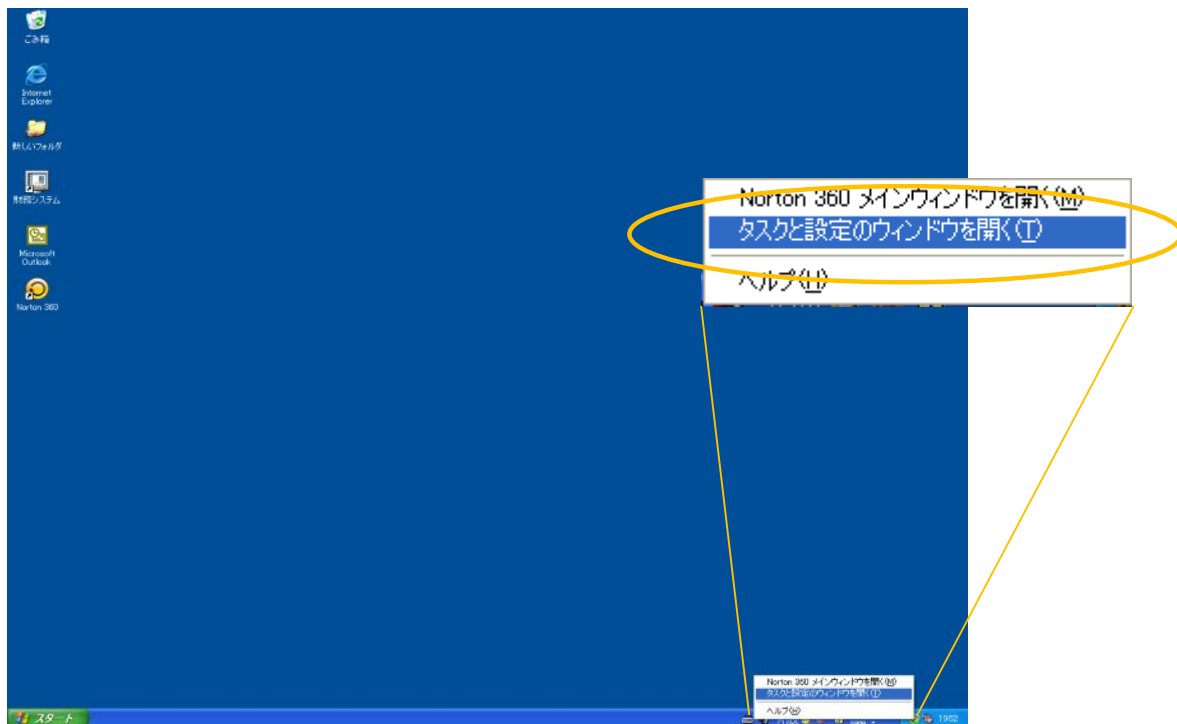 ごみ箱
Internet
Explorer
新しいフォルダ
財務システム
Microsoft
Outlook
Norton 360
Norton 360 メインウィンドウを開く(M)
タスクと設定のウィンドウを開く(T)
ヘルプ(H)
Norton 360 メインウィンドウを開く(M)
タスクと設定のウィンドウを開く(T)
ヘルプ(H)
スタート
19:52